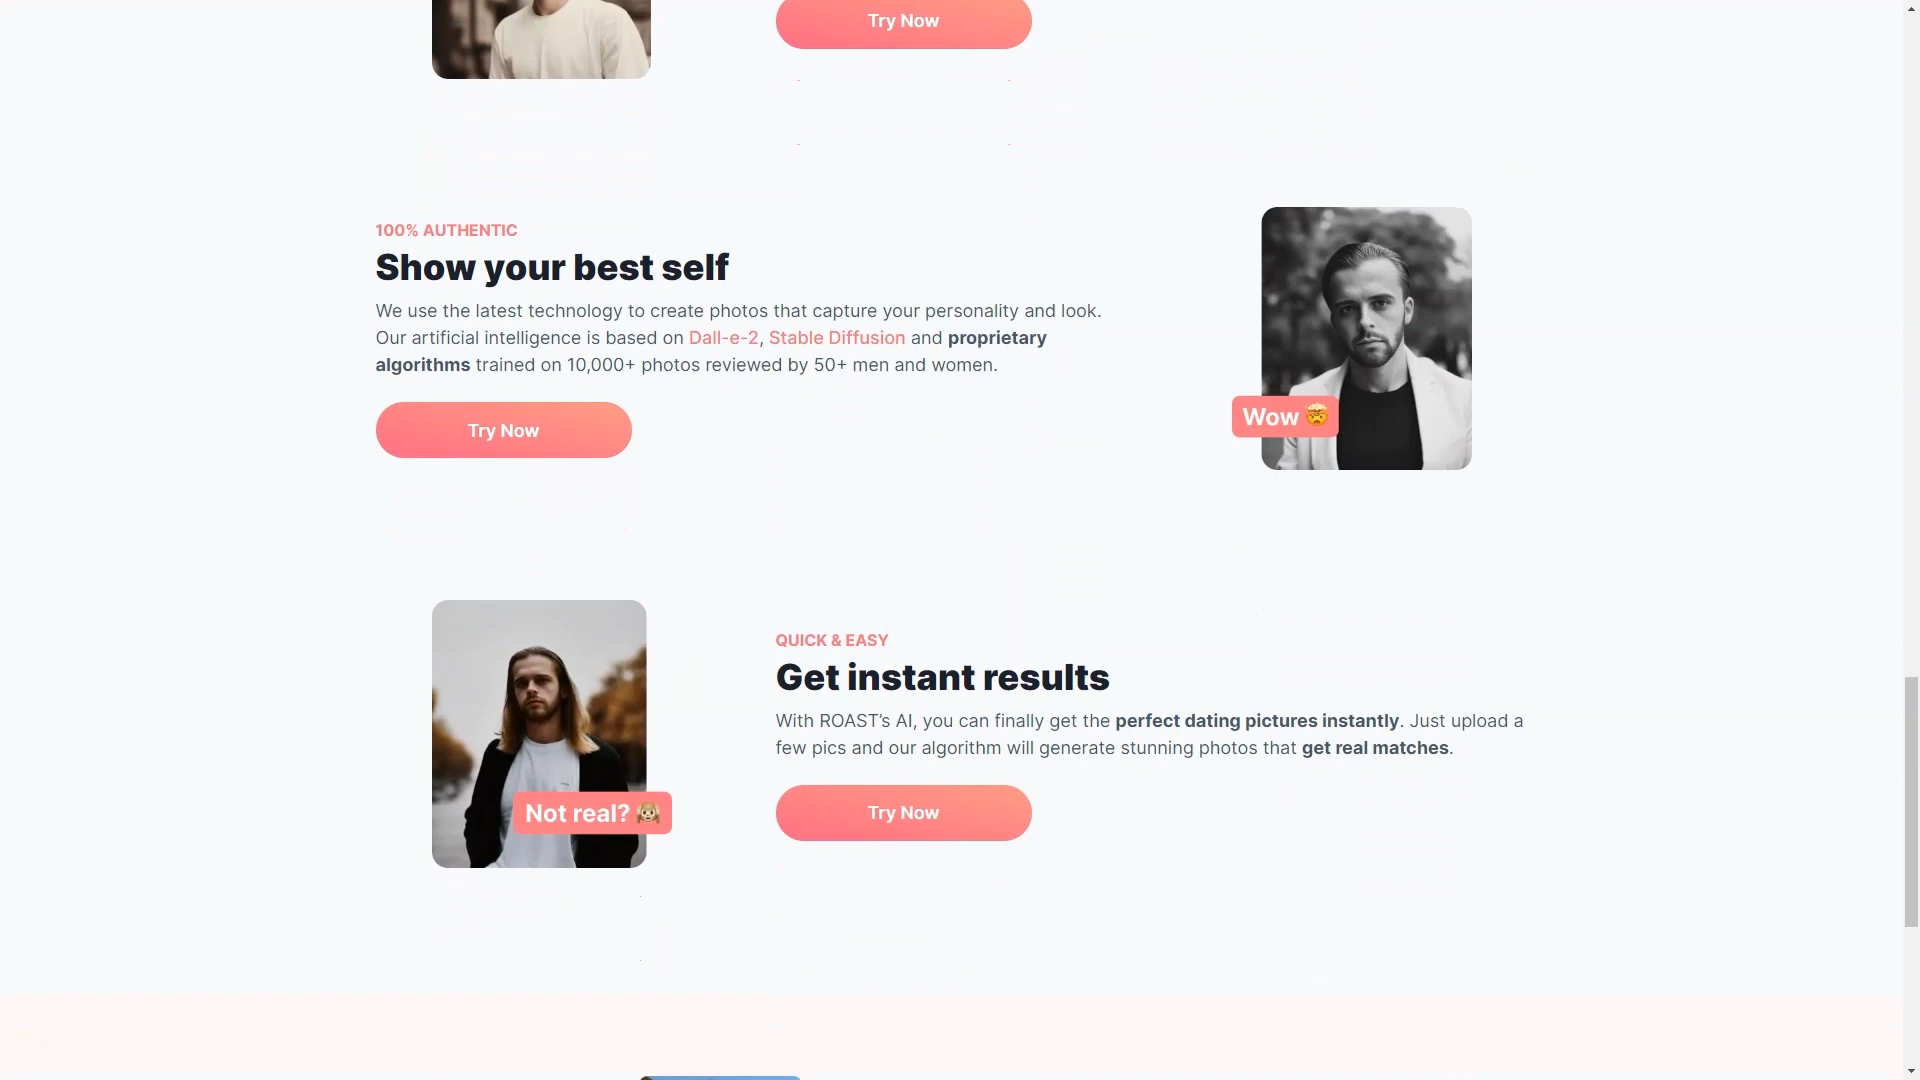 Try Now
100% AUTHENTIC
Show your best self
We use the latest technology to create photos that capture your personality and look.
Our artificial intelligence is based on Dall-e-2, Stable Diffusion and proprietary
algorithms trained on 10,000+ photos reviewed by 50+ men and women.
Try Now
Wow 🤯
QUICK & EASY
Get instant results
With ROAST’s AI, you can finally get the perfect dating pictures instantly. Just upload a
few pics and our algorithm will generate stunning photos that get real matches.
Try Now
Not real? 🙉